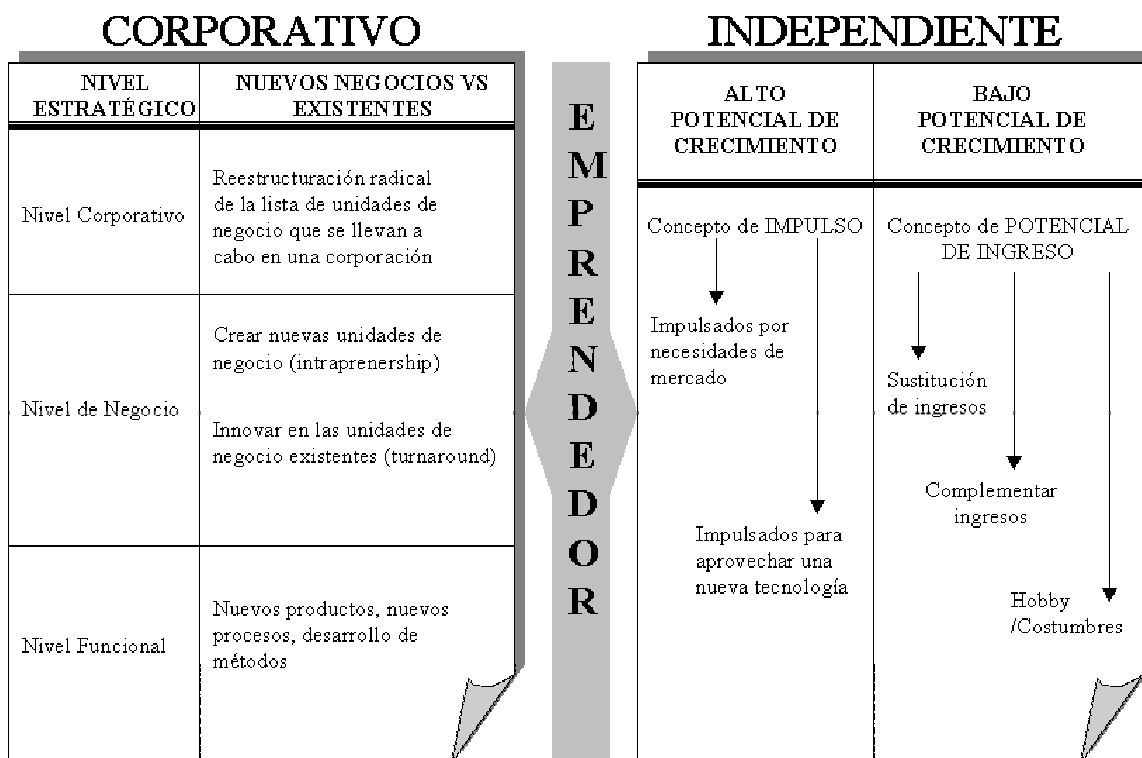 CORPORATIVO
NIVEL
ESTRATÉGICO
NUEVOS NEGOCIOS VS
EXISTENTES
Nivel Corporativo
Reestructuración radical
de la lista de unidades de
negocio que se llevan a
cabo en una corporación
Nivel de Negocio
Crear nuevas unidades de
negocio (intraprenership)
Innovar en las unidades de
negocio existentes (turnaround)
Nivel Funcional
Nuevos productos, nuevos
procesos, desarrollo de
métodos
EMPRENDEDOR
INDEPENDIENTE
ALTO
POTENCIAL DE
CRECIMIENTO
BAJO
POTENCIAL DE
CRECIMIENTO
Concepto de IMPULSO
Impulsados por
necesidades de
mercado
Impulsados para
aprovechar una
nueva tecnología
Concepto de POTENCIAL
DE INGRESO
Sustitución
de ingresos
Complementar
ingresos
Hobby
/Costumbres